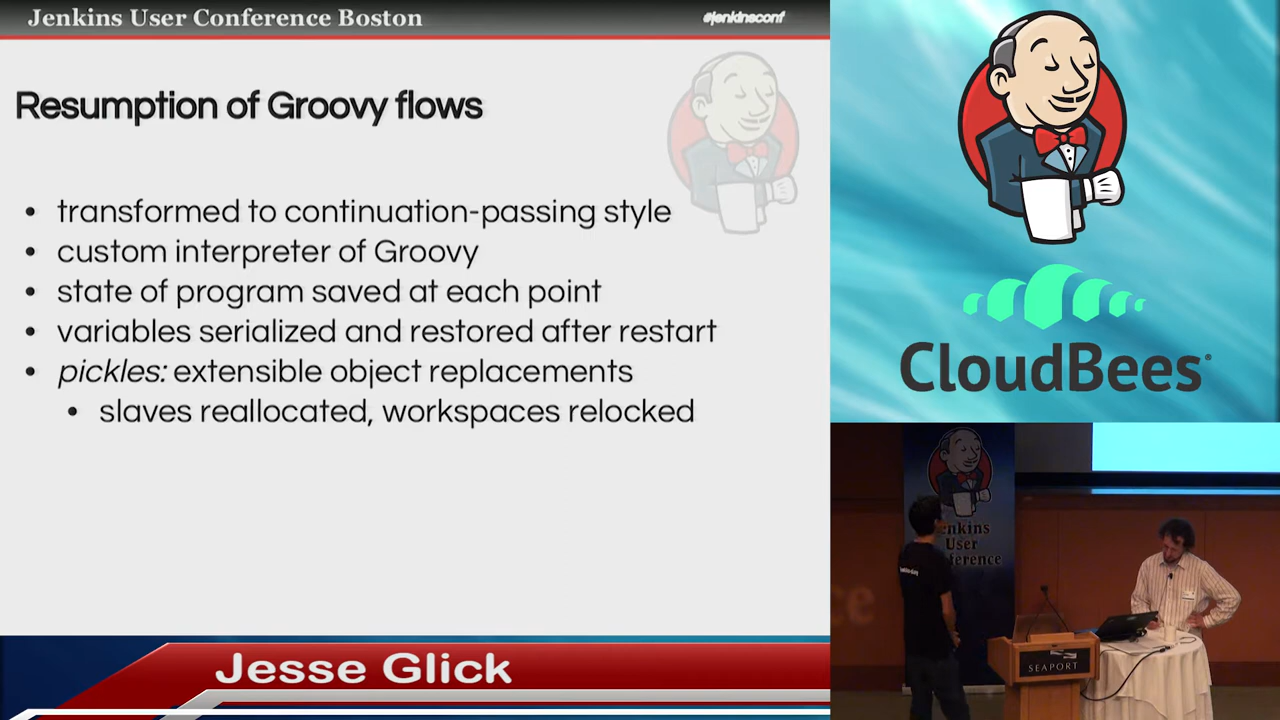 Jenkins User Conference Boston
#jenkinsconf
Resumption of Groovy flows
• transformed to continuation-passing style
• custom interpreter of Groovy
• state of program saved at each point
• variables serialized and restored after restart
• pickles: extensible object replacements
• slaves reallocated, workspaces relocked
Jesse Glick
CloudBees
enkins
User
ference
SEAPORT